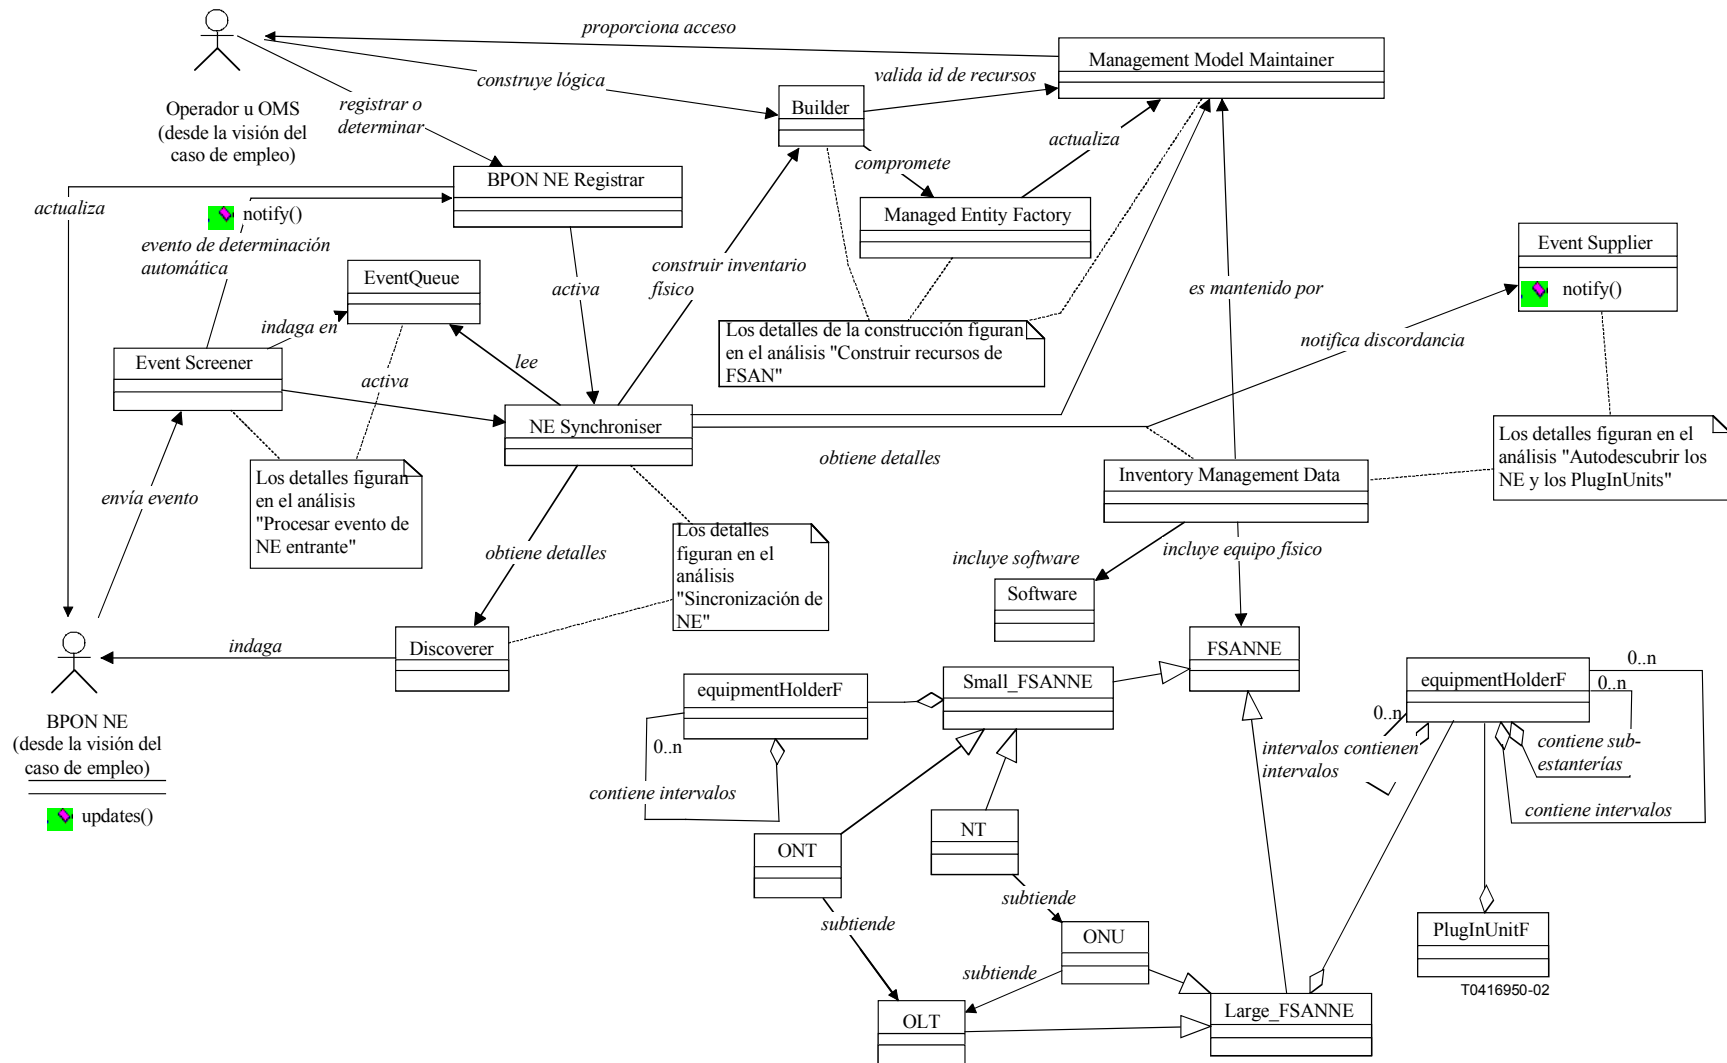 proporciona acceso
Management Model Maintainer
construye lógica
valida id de recursos
Builder
Operador u OMS
(desde la visión del
caso de empleo)
registrar o
determinar
actualiza
compromete
BPON NE Registrar
Managed Entity Factory
actualiza
notify()
evento de determinación
automática
EventQueue
activa
construir inventario
físico
Event Supplier
notify()
es mantenido por
indaga en
Los detalles de la construcción figuran
en el análisis "Construir recursos de
FSAN"
notifica discordancia
Event Screener
lee
activa
NE Synchroniser
obtiene detalles
Los detalles figuran en el
análisis "Autodescubrir los
NE y los PlugInUnits"
Inventory Management Data
envía evento
Los detalles figuran
en el análisis
"Procesar evento de
NE entrante"
obtiene detalles
Los detalles
figuran en el
análisis
"Sincronización de
NE"
incluye software
incluye equipo físico
Software
indaga
Discoverer
FSANNE
equipmentHolderF
Small_FSANNE
equipmentHolderF
0..n
0..n
0..n
0..n
BPON NE
(desde la visión del
caso de empleo)
updates()
contiene intervalos
intervalos contienen
intervalos
contiene sub-
estanterías
contiene intervalos
ONT
NT
subtiende
subtiende
ONU
PlugInUnitF
subtiende
T0416950-02
OLT
Large_FSANNE